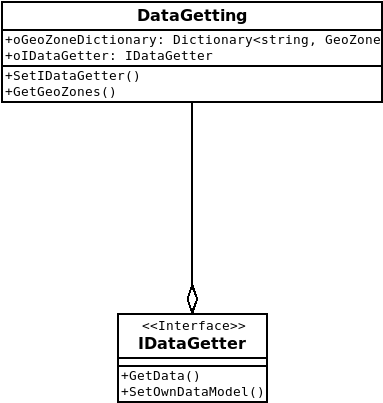 DataGetting
+oGeoZoneDictionary: Dictionary<string, GeoZone
+oIDataGetter: IDataGetter
+SetIDataGetter()
+GetGeoZones()
<<Interface>>
IDataGetter
+GetData()
+SetOwnDataModel()